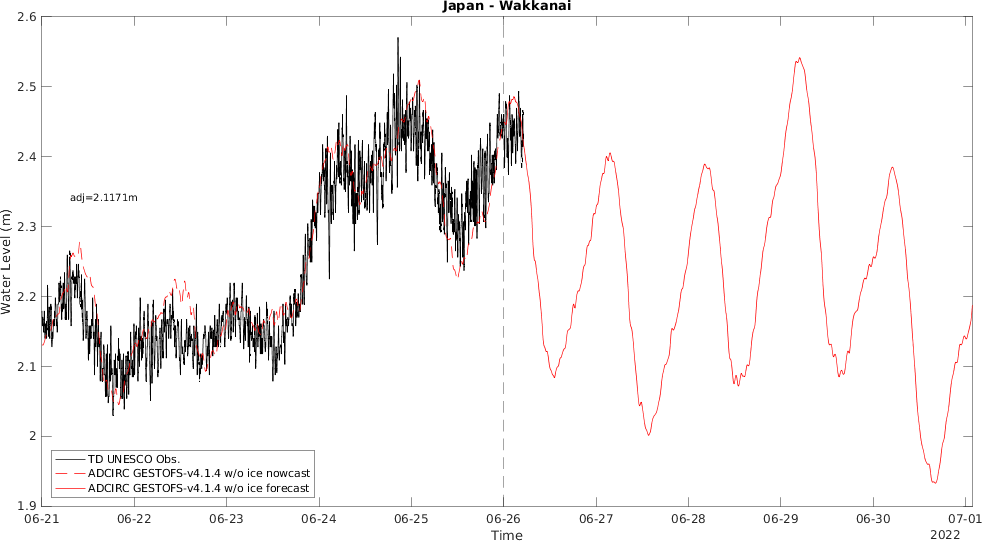 Japan - Wakkanai
2.6
2.5
2.4
2.3
2.2
2.1
2
1.9
Water Level (m)
adj=2.1171m
TD UNESCO Obs.
ADCIRC GESTOFS-v4.1.4 w/o ice nowcast
ADCIRC GESTOFS-v4.1.4 w/o ice forecast
06-21 06-22 06-23 06-24 06-25 06-26 06-27 06-28 06-29 06-30 07-01
Time
2022